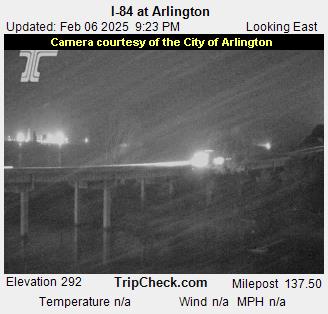 I-84 at Arlington
Updated: Feb 06 2025 9:23 PM Looking East
Camera courtesy of the City of Arlington
Elevation 292 TripCheck.com Milepost 137.50
Temperature n/a Wind n/a MPH n/a